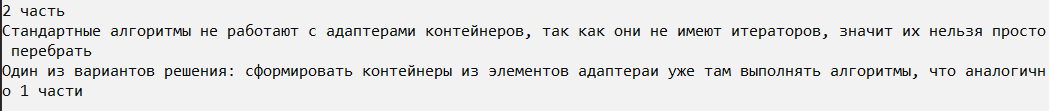 2 часть
Стандартные алгоритмы не работают с адаптерами контейнеров, так как они не имеют итераторов, значит их нельзя просто
перебрать
Один из вариантов решения: сформировать контейнеры из элементов адаптераи уже там выполнять алгоритмы, что аналогичн
о 1 части